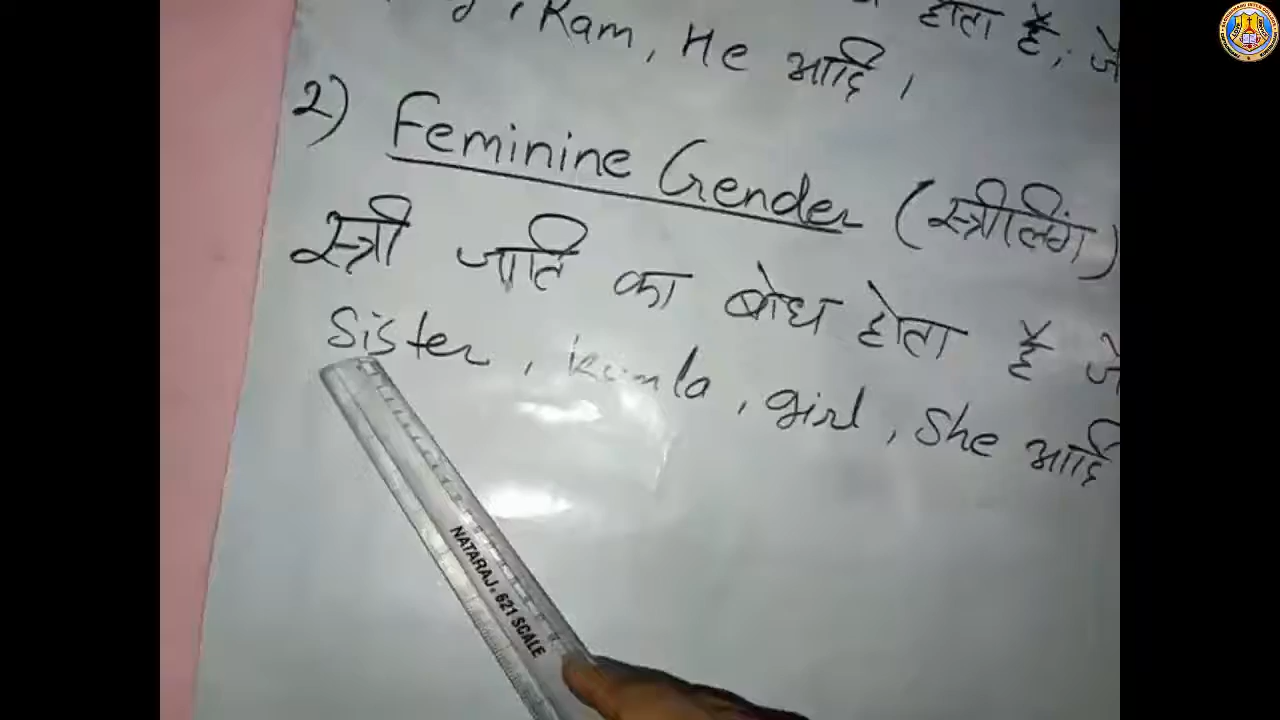 , Ram, He आदि ।
होता है, जै
2) Feminine Gender (स्त्रीलिंग)
स्त्री जाति का बोध होता है जै
Sister, Kamla, girl, She आदि
NATARAJ. 621 SCALE